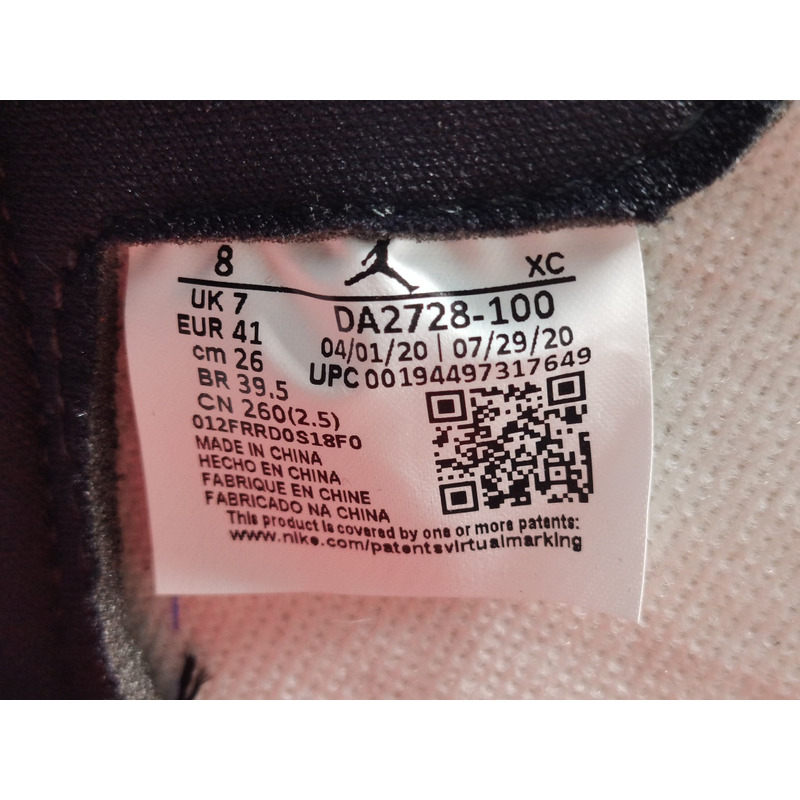 8 XC
UK 7
EUR 41
cm 26
BR 39.5
CN 260(2.5)
012FRRD0S18F0
MADE IN CHINA
HECHO EN CHINA
FABRIQUE EN CHINE
FABRICADO NA CHINA
DA2728-100
04/01/20 | 07/29/20
UPC 00194497317649
This product is covered by one or more patents:
www.nike.com/patentsvirtualmarking